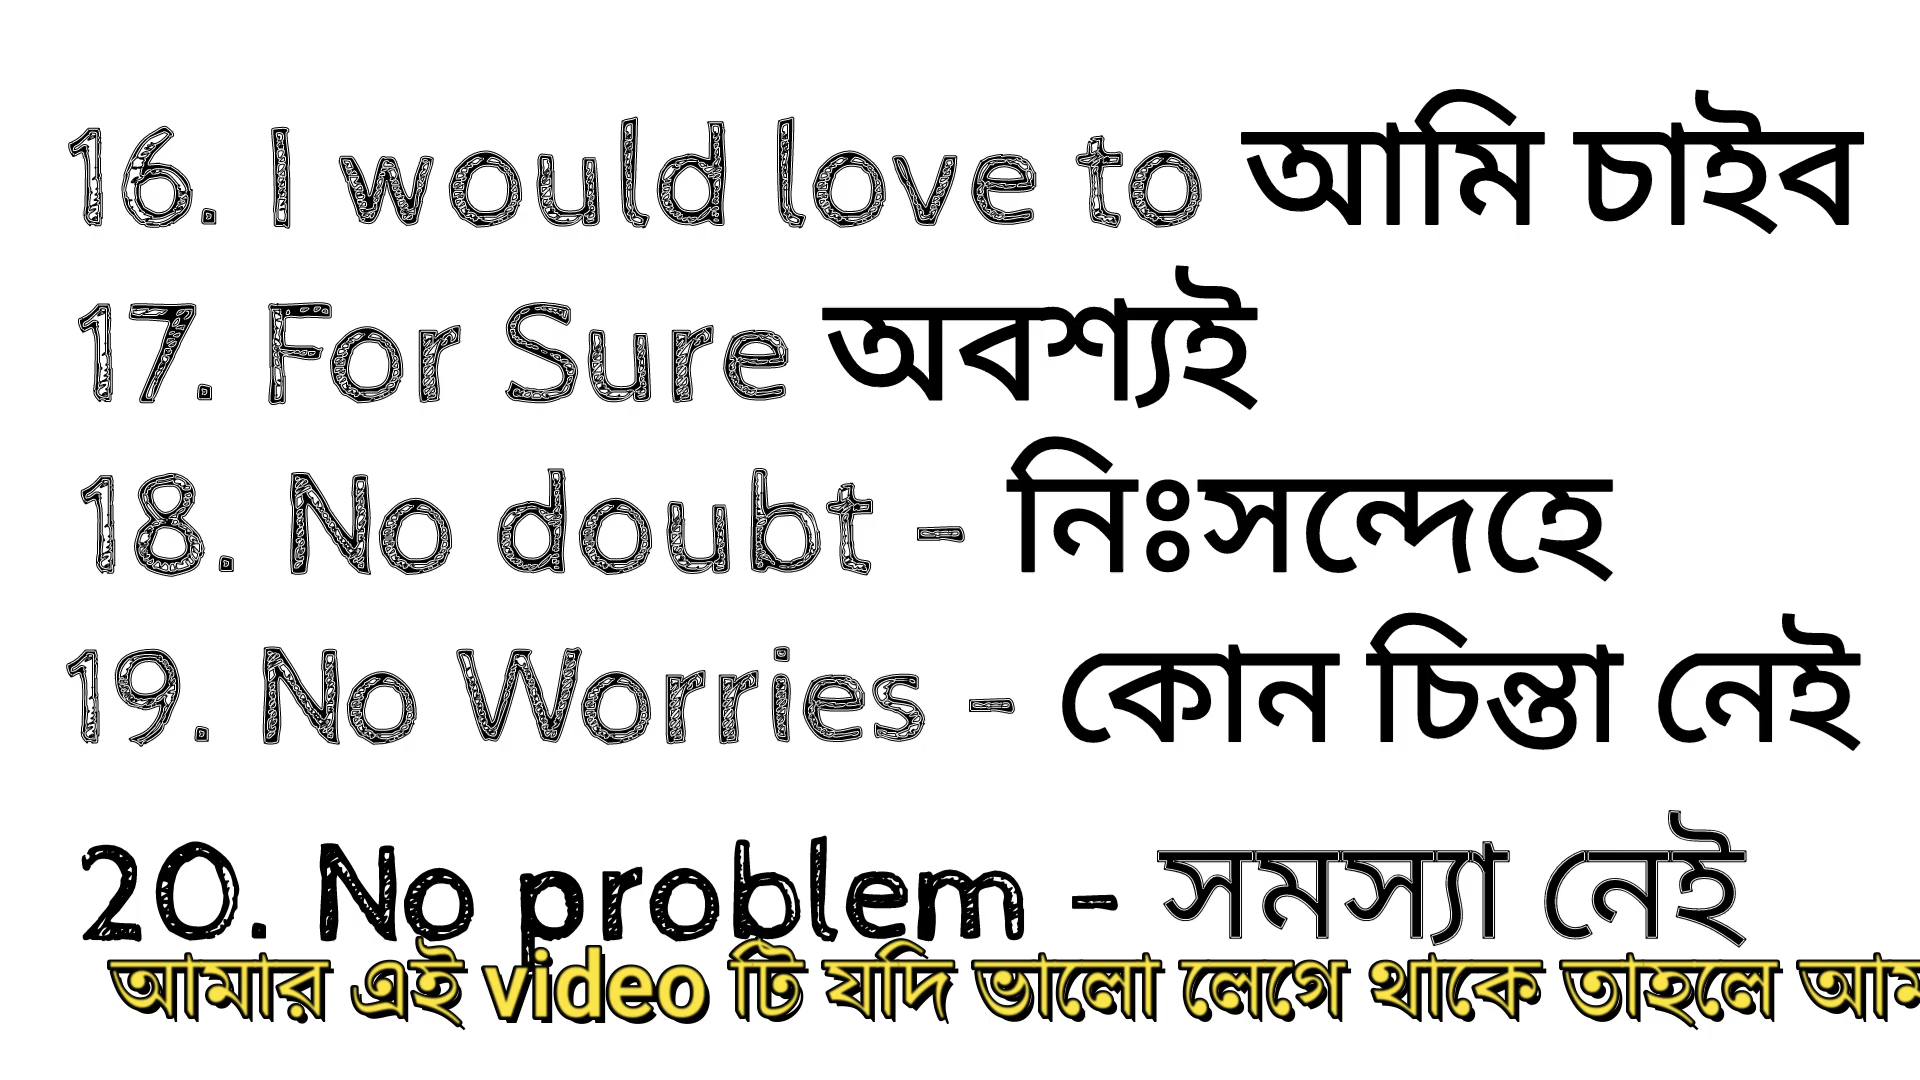 16. I would love to আমি চাইব
17. For Sure অবশ্যই
18. No doubt - নিঃসন্দেহে
19. No Worries - কোন চিন্তা নেই
20. No problem - সমস্যা নেই
আমার এই video টি যদি ভালো লেগে থাকে তাহলে